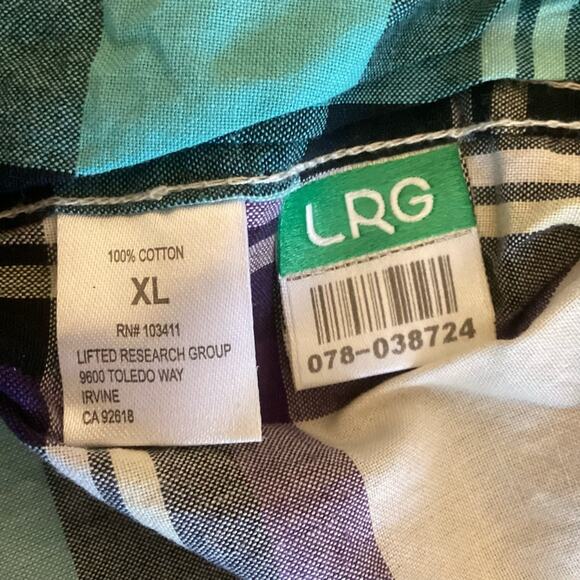 100% COTTON
XL
RN# 103411
LIFTED RESEARCH GROUP
9600 TOLEDO WAY
IRVINE
CA 92618
LRG
078-038724